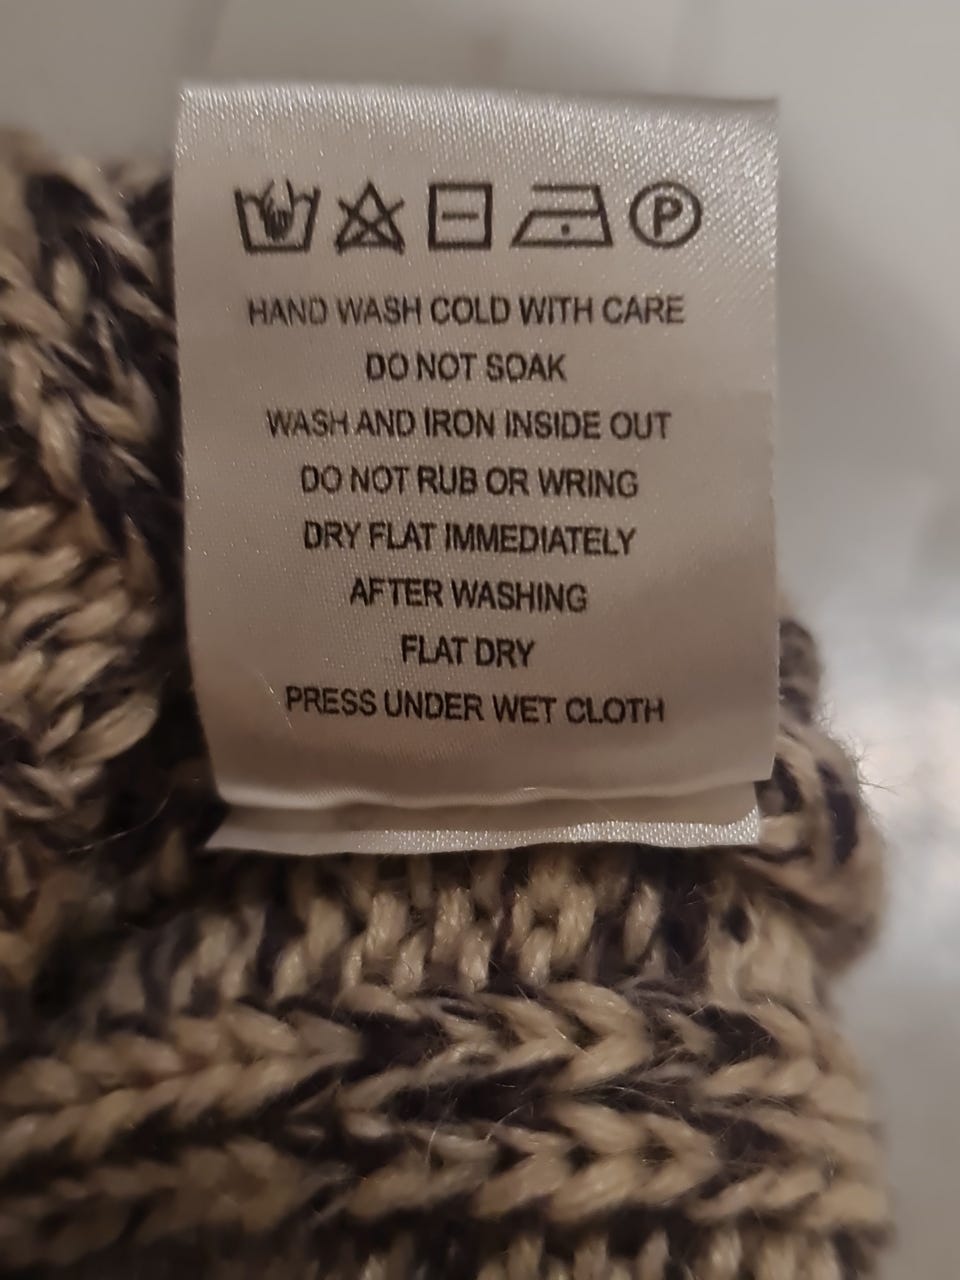 P
HAND WASH COLD WITH CARE
DO NOT SOAK
WASH AND IRON INSIDE OUT
DO NOT RUB OR WRING
DRY FLAT IMMEDIATELY
AFTER WASHING
FLAT DRY
PRESS UNDER WET CLOTH